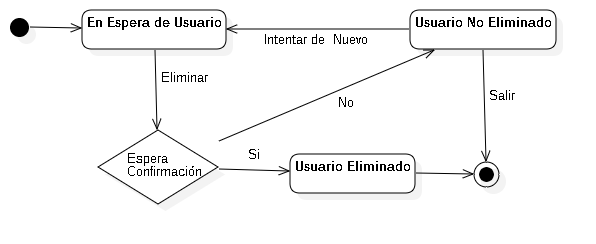 En Espera de Usuario
Usuario No Eliminado
Intentar de Nuevo
Eliminar
Salir
No
Espera
Confirmación
Si
Usuario Eliminado